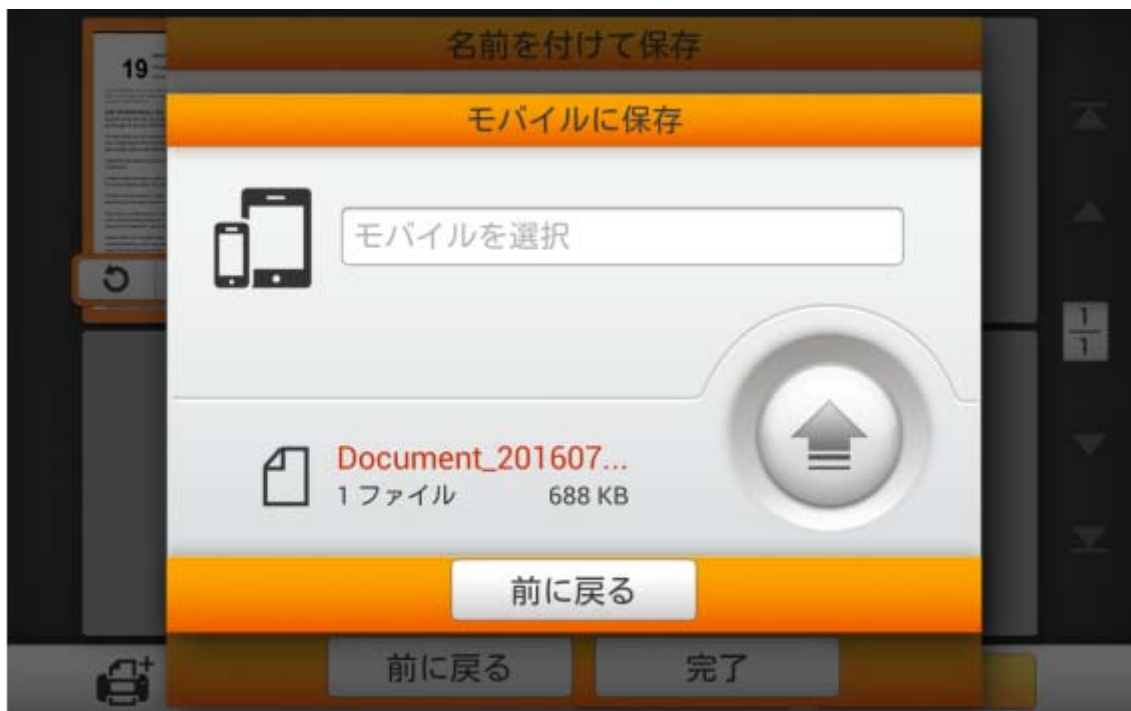 名前を付けて保存
19
モバイルに保存
モバイルを選択
1
1
Document_201607...
1 ファイル 688 KB
前に戻る
前に戻る 完了